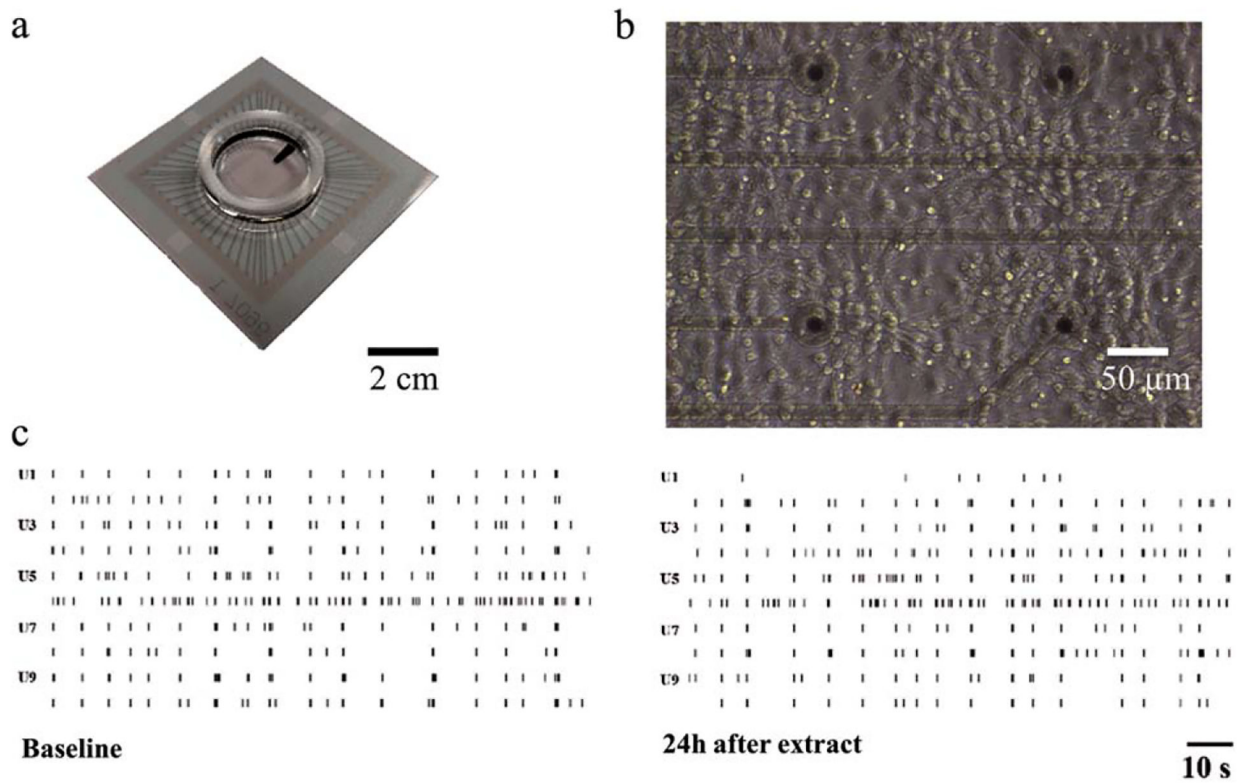 a
b
2 cm
50 µm
c
U1
U3
U5
U7
U9
Baseline
U1
U3
U5
U7
U9
24h after extract
10 s